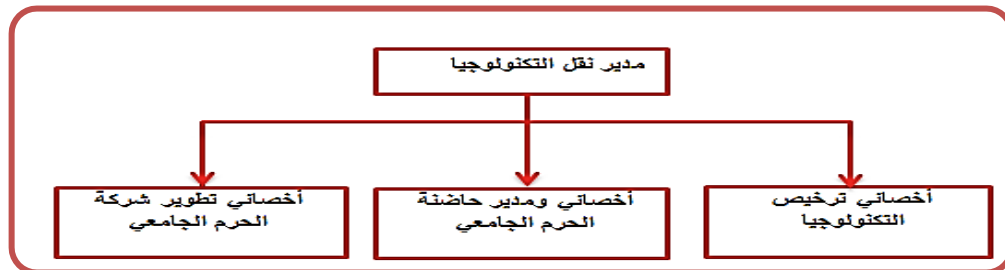 مدير نقل التكنولوجيا
أخصائي ترخيص
التكنولوجيا
أخصائي ومدير حاضنة
الحرم الجامعي
أخصائي تطوير شركة
الحرم الجامعي